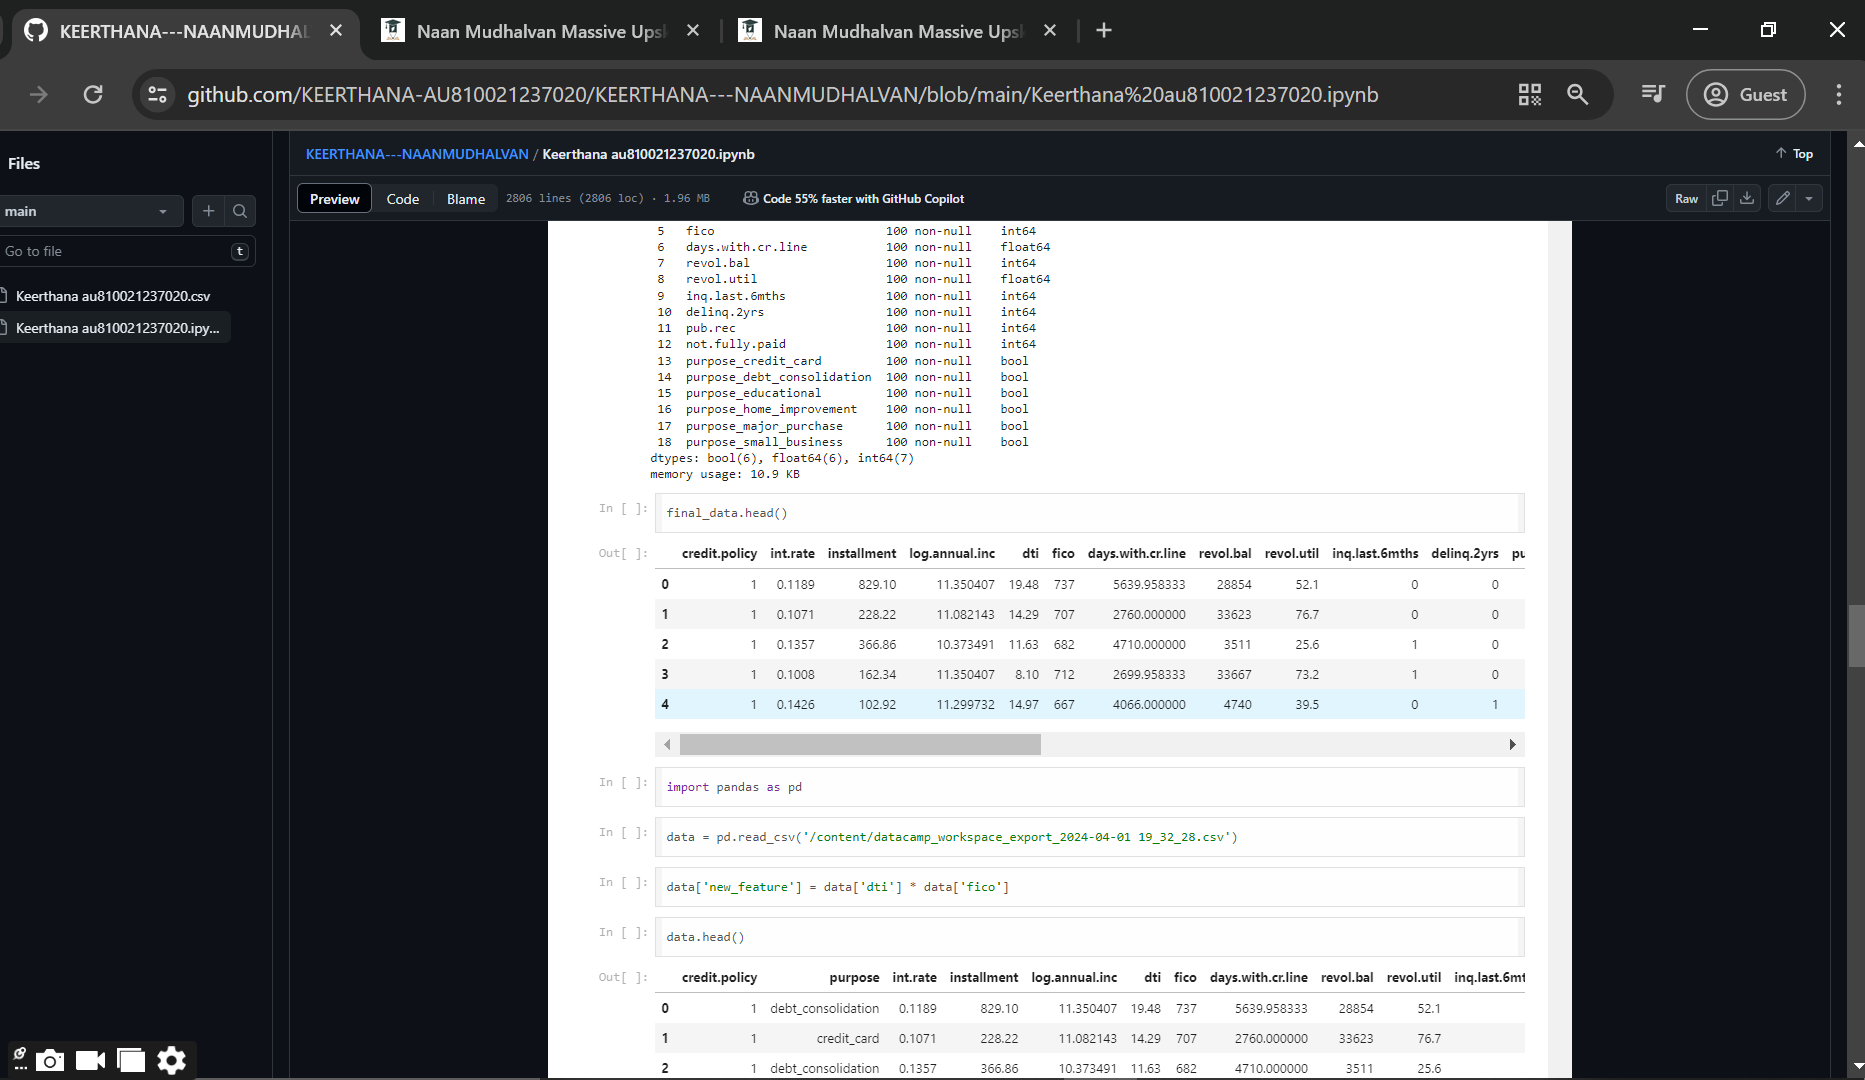 KEERTHANA---NAANMUDHAL
Naan Mudhalvan Massive Ups
Naan Mudhalvan Massive Ups
github.com/KEERTHANA-AU810021237020/KEERTHANA---NAANMUDHALVAN/blob/main/Keerthana%20au810021237020.ipynb
Guest
Files
KEERTHANA---NAANMUDHALVAN / Keerthana au810021237020.ipynb
Top
main
Preview Code Blame 2806 lines (2806 loc) · 1.96 MB Code 55% faster with GitHub Copilot
Raw
Go to file t
Keerthana au810021237020.csv
Keerthana au810021237020.ipy...
5 fico 100 non-null int64
6 days.with.cr.line 100 non-null float64
7 revol.bal 100 non-null int64
8 revol.util 100 non-null float64
9 inq.last.6mths 100 non-null int64
10 delinq.2yrs 100 non-null int64
11 pub.rec 100 non-null int64
12 not.fully.paid 100 non-null int64
13 purpose_credit_card 100 non-null bool
14 purpose_debt_consolidation 100 non-null bool
15 purpose_educational 100 non-null bool
16 purpose_home_improvement 100 non-null bool
17 purpose_major_purchase 100 non-null bool
18 purpose_small_business 100 non-null bool
dtypes: bool(6), float64(6), int64(7)
memory usage: 10.9 KB
In [ ]: final_data.head()
Out[ ]: credit.policy int.rate installment log.annual.inc dti fico days.with.cr.line revol.bal revol.util inq.last.6mths delinq.2yrs pu
0 1 0.1189 829.10 11.350407 19.48 737 5639.958333 28854 52.1 0 0
1 1 0.1071 228.22 11.082143 14.29 707 2760.000000 33623 76.7 0 0
2 1 0.1357 366.86 10.373491 11.63 682 4710.000000 3511 25.6 1 0
3 1 0.1008 162.34 11.350407 8.10 712 2699.958333 33667 73.2 1 0
4 1 0.1426 102.92 11.299732 14.97 667 4066.000000 4740 39.5 0 1
In [ ]: import pandas as pd
In [ ]: data = pd.read_csv('/content/datacamp_workspace_export_2024-04-01 19_32_28.csv')
In [ ]: data['new_feature'] = data['dti'] * data['fico']
In [ ]: data.head()
Out[ ]: credit.policy purpose int.rate installment log.annual.inc dti fico days.with.cr.line revol.bal revol.util inq.last.6mt
0 1 debt_consolidation 0.1189 829.10 11.350407 19.48 737 5639.958333 28854 52.1
1 1 credit_card 0.1071 228.22 11.082143 14.29 707 2760.000000 33623 76.7
2 1 debt_consolidation 0.1357 366.86 10.373491 11.63 682 4710.000000 3511 25.6